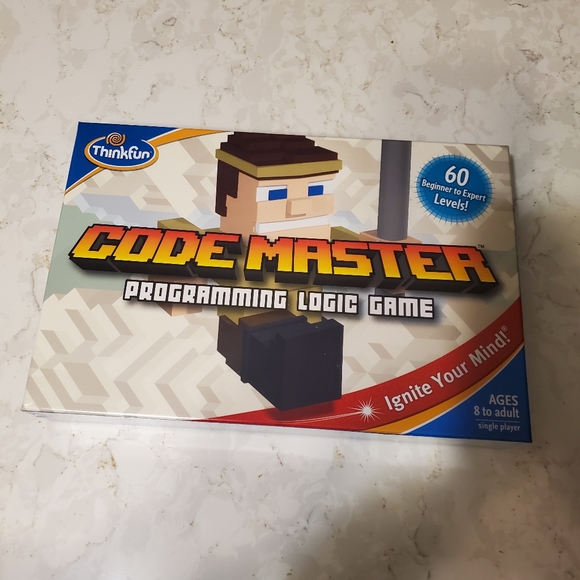 ThinkFun
60
Beginner to Expert
Levels!
CODE MASTER™
PROGRAMMING LOGIC GAME
Ignite Your Mind!®
AGES
8 to adult
single player